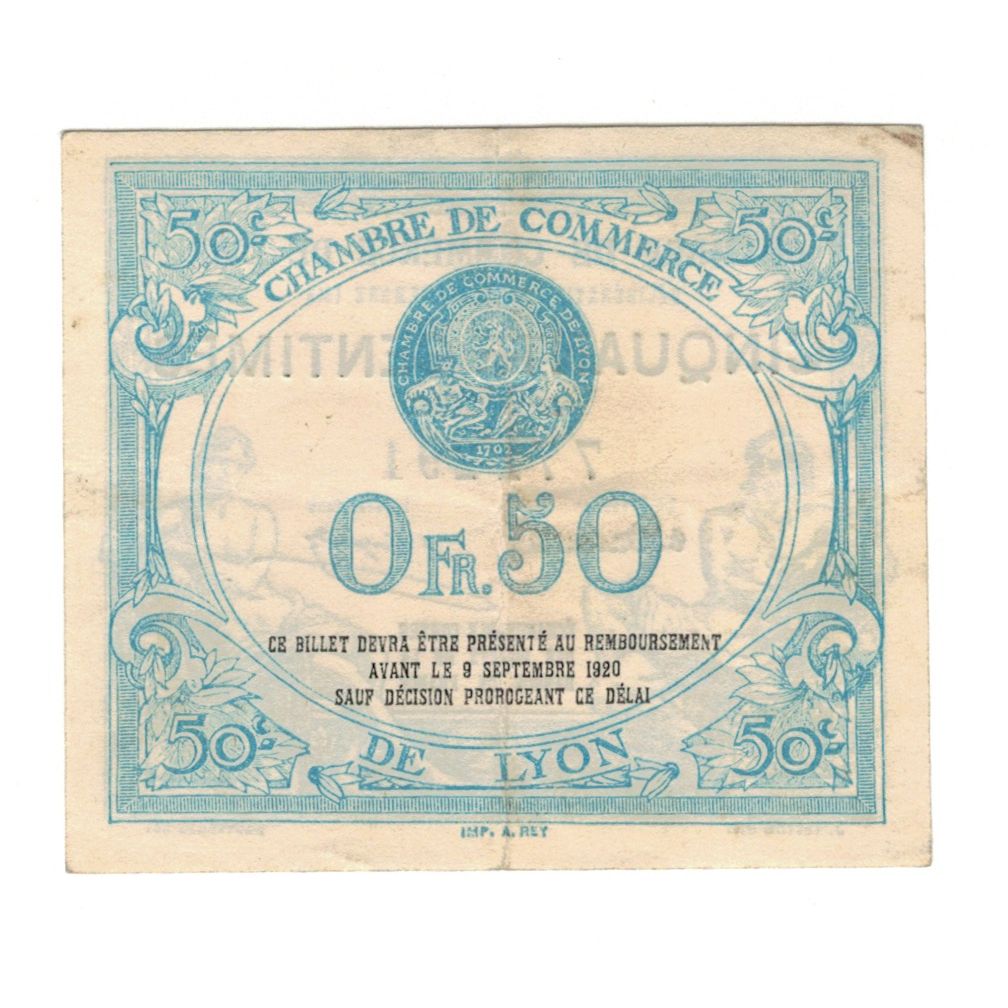 50c. 50c.
CHAMBRE DE COMMERCE
CHAMBRE·DE·COMMERCE·DE·LYON
1702
0 FR. 50
CE BILLET DEVRA ÊTRE PRÉSENTÉ AU REMBOURSEMENT
AVANT LE 9 SEPTEMBRE 1920
SAUF DÉCISION PROROGEANT CE DÉLAI
50c. 50c.
DE LYON
IMP. A. REY